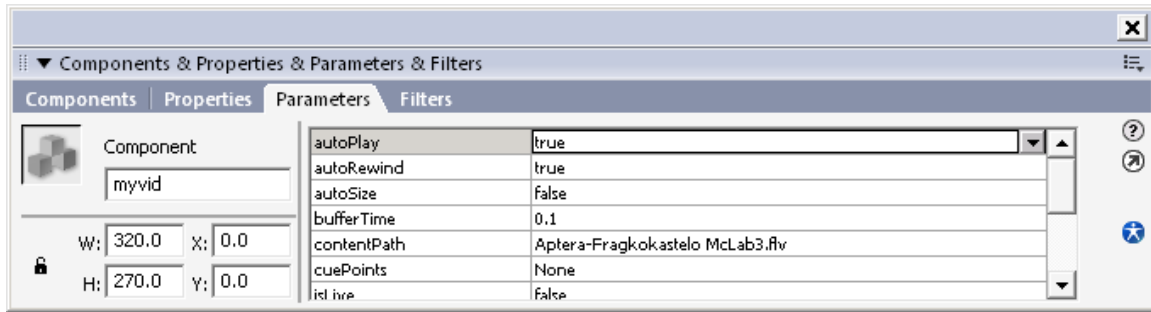 Components & Properties & Parameters & Filters
Components Properties Parameters Filters
Component
myvid
W: 320.0 X: 0.0
H: 270.0 Y: 0.0
autoPlay true
autoRewind true
autoSize false
bufferTime 0.1
contentPath Aptera-Fragkokastelo McLab3.flv
cuePoints None
isLive false